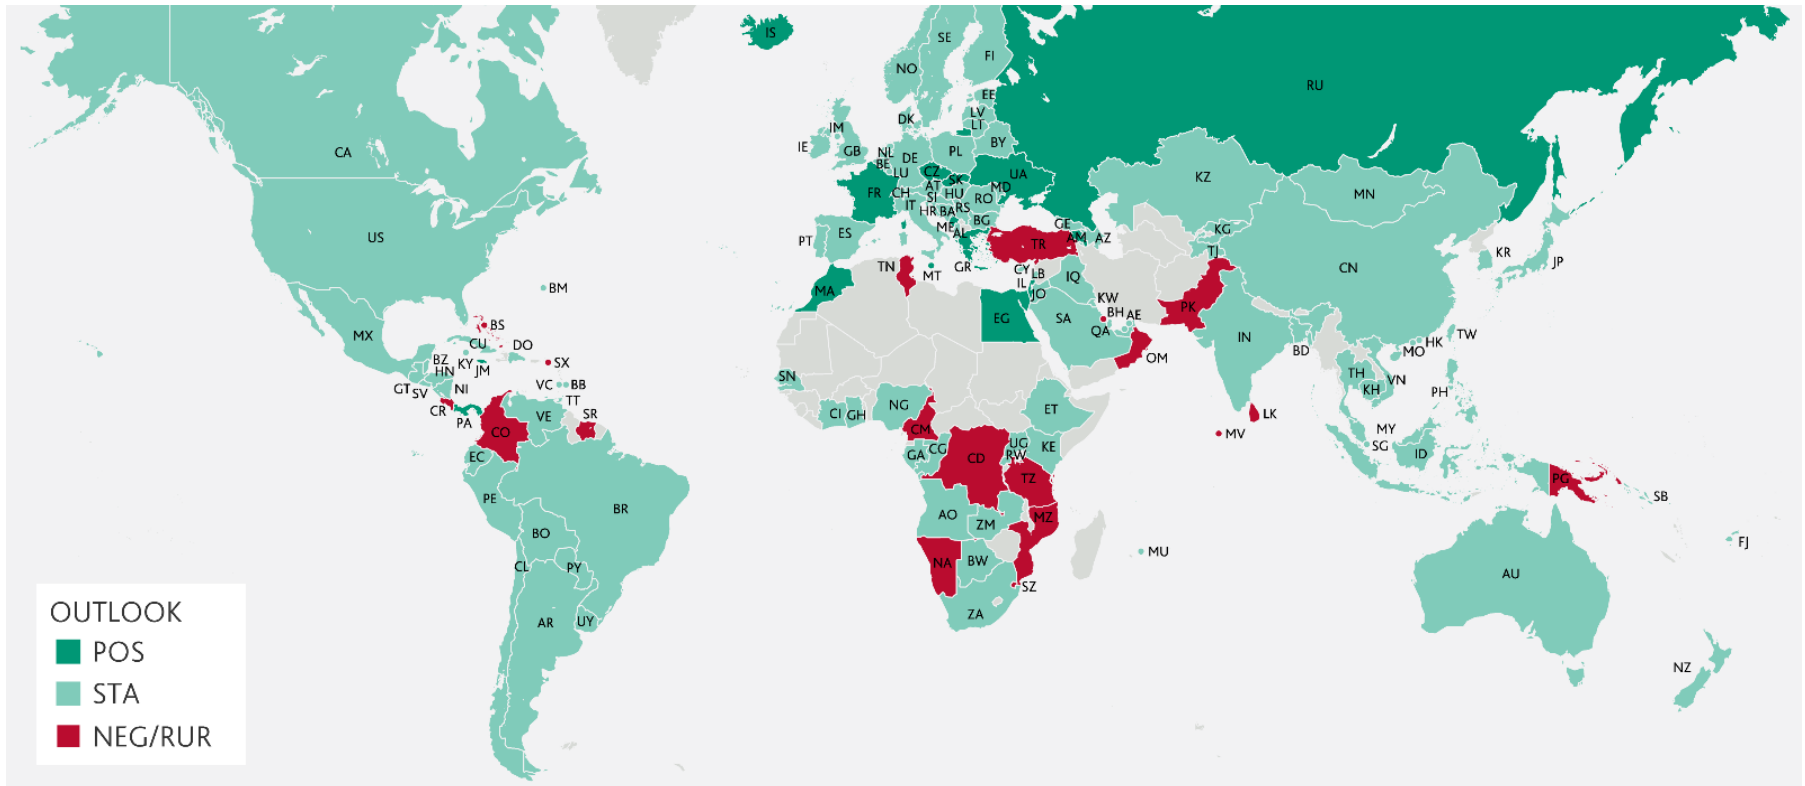 IS
SE
FI
NO
RU
EE
LV
LT
DK
IM
IE
GB
NL
BE
DE
PL
BY
CA
LU
CZ
SK
UA
KZ
MN
FR
CH
AT
HU
MD
RO
SI
IT
HR
BA
RS
BG
ME
AL
US
PT
ES
GE
AM
AZ
KG
TJ
TR
KR
JP
CN
TN
MT
GR
CY
LB
IL
IQ
JO
BM
MA
EG
KW
BH
AE
SA
QA
PK
IN
BS
MX
CU
DO
SX
BZ
KY
HN
JM
OM
BD
HK
MO
TW
GT
SV
NI
VC
BB
TT
SN
TH
KH
VN
PH
CR
PA
CO
VE
SR
CI
GH
NG
CM
ET
LK
MV
MY
SG
ID
EC
GA
CG
CD
UG
RW
KE
TZ
PG
SB
PE
BR
AO
ZM
MZ
BO
CL
PY
NA
BW
SZ
MU
FJ
AU
AR
UY
ZA
NZ
OUTLOOK
POS
STA
NEG/RUR